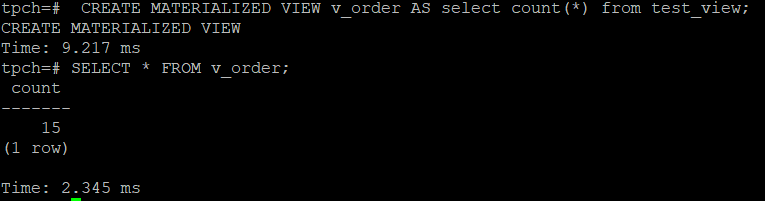 tpch=#  CREATE MATERIALIZED VIEW v_order AS select count(*) from test_view;
CREATE MATERIALIZED VIEW
Time: 9.217 ms
tpch=# SELECT * FROM v_order;
 count
-------
    15
(1 row)

Time: 2.345 ms